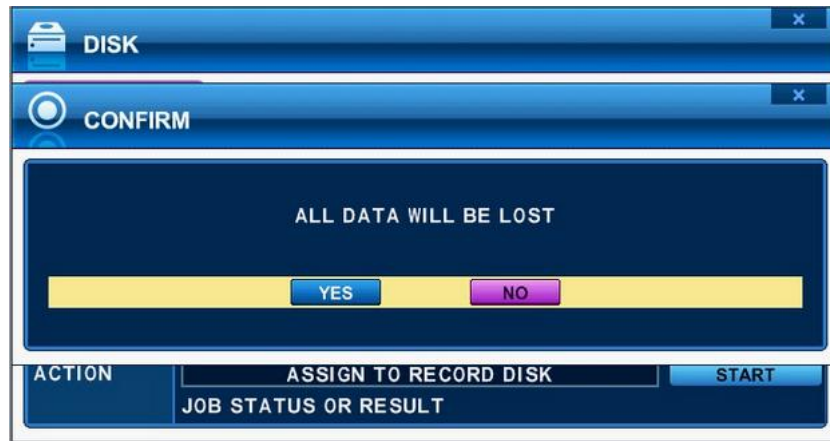 DISK
CONFIRM
ALL DATA WILL BE LOST
YES NO
ACTION ASSIGN TO RECORD DISK START
JOB STATUS OR RESULT